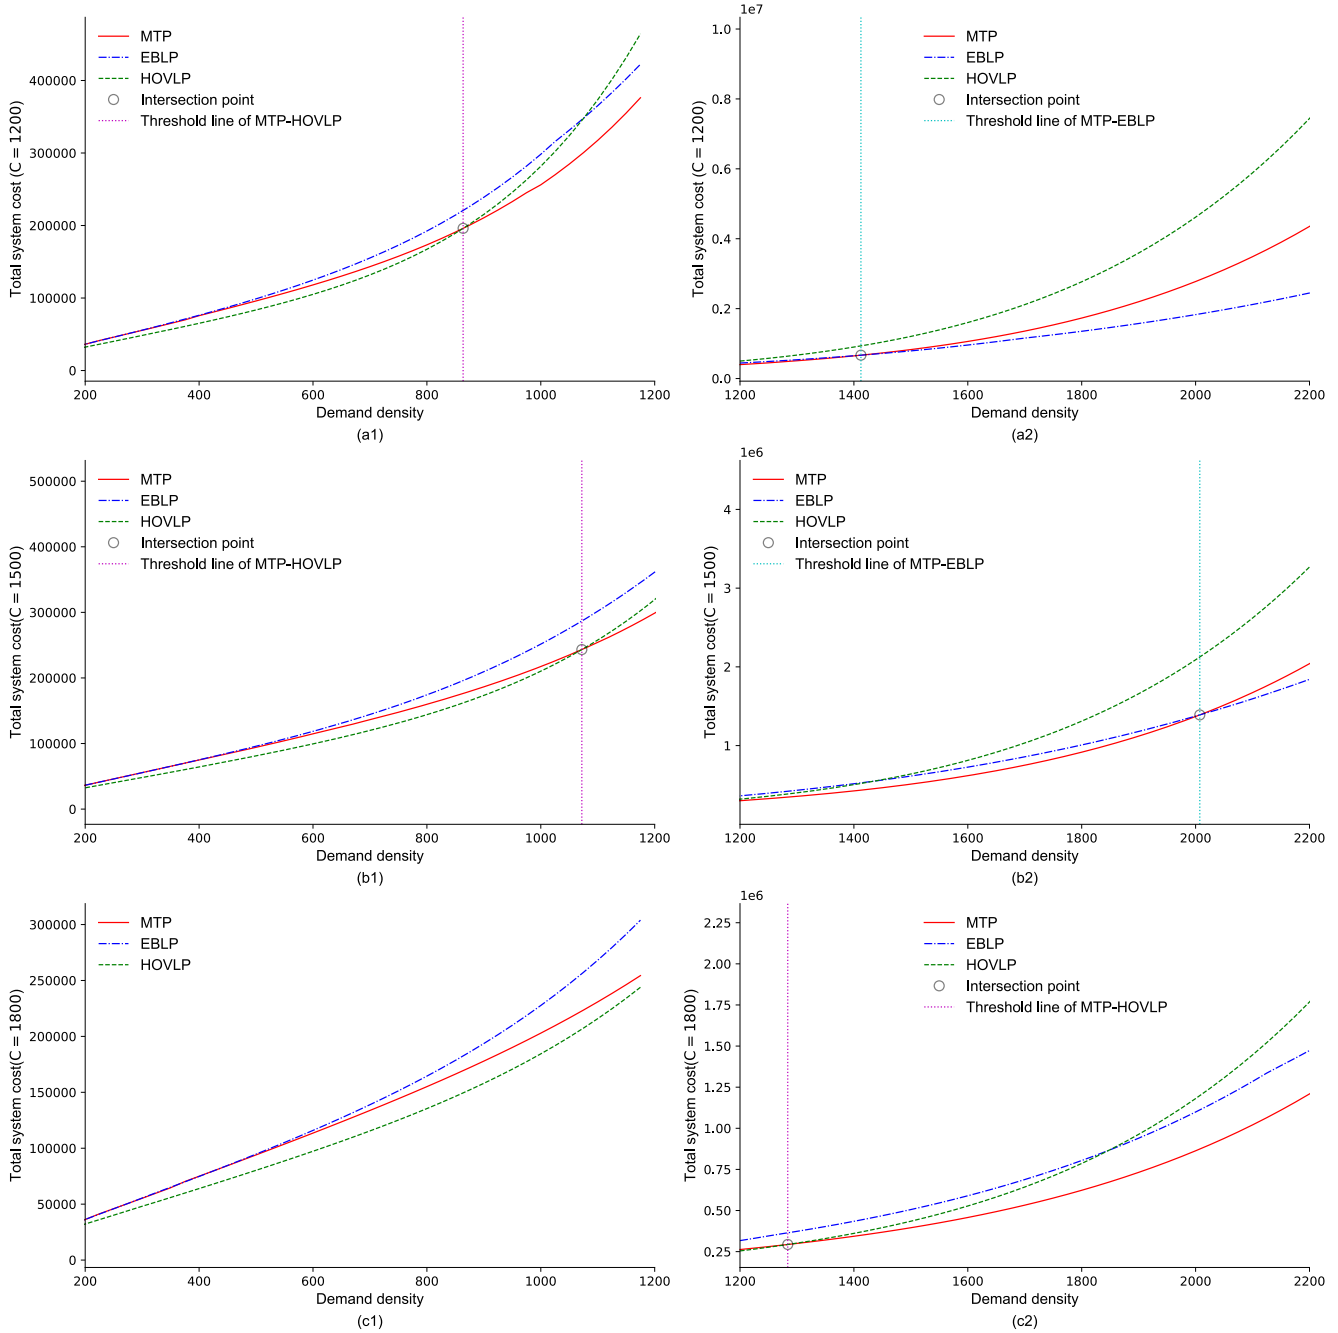 MTP
EBLP
HOVLP
Intersection point
Threshold line of MTP-HOVLP
Total system cost (C = 1200)
400000
300000
200000
100000
0
200
400
600
800
1000
1200
Demand density
(a1)
1e7
MTP
EBLP
HOVLP
Intersection point
Threshold line of MTP-EBLP
Total system cost (C = 1200)
1.0
0.8
0.6
0.4
0.2
0.0
1200
1400
1600
1800
2000
2200
Demand density
(a2)
MTP
EBLP
HOVLP
Intersection point
Threshold line of MTP-HOVLP
Total system cost(C = 1500)
500000
400000
300000
200000
100000
0
200
400
600
800
1000
1200
Demand density
(b1)
1e6
MTP
EBLP
HOVLP
Intersection point
Threshold line of MTP-EBLP
Total system cost(C = 1500)
4
3
2
1
1200
1400
1600
1800
2000
2200
Demand density
(b2)
MTP
EBLP
HOVLP
Total system cost(C = 1800)
300000
250000
200000
150000
100000
50000
0
200
400
600
800
1000
1200
Demand density
(c1)
1e6
MTP
EBLP
HOVLP
Intersection point
Threshold line of MTP-HOVLP
Total system cost(C = 1800)
2.25
2.00
1.75
1.50
1.25
1.00
0.75
0.50
0.25
1200
1400
1600
1800
2000
2200
Demand density
(c2)